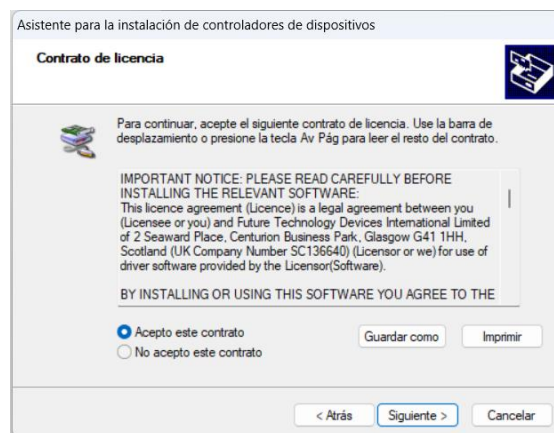 Asistente para la instalación de controladores de dispositivos
Contrato de licencia
Para continuar, acepte el siguiente contrato de licencia. Use la barra de
desplazamiento o presione la tecla Av Pág para leer el resto del contrato.
IMPORTANT NOTICE: PLEASE READ CAREFULLY BEFORE
INSTALLING THE RELEVANT SOFTWARE:
This licence agreement (Licence) is a legal agreement between you
(Licensee or you) and Future Technology Devices International Limited
of 2 Seaward Place, Centurion Business Park, Glasgow G41 1HH,
Scotland (UK Company Number SC136640) (Licensor or we) for use of
driver software provided by the Licensor(Software).
BY INSTALLING OR USING THIS SOFTWARE YOU AGREE TO THE
Acepto este contrato
Guardar como
Imprimir
No acepto este contrato
< Atrás
Siguiente >
Cancelar